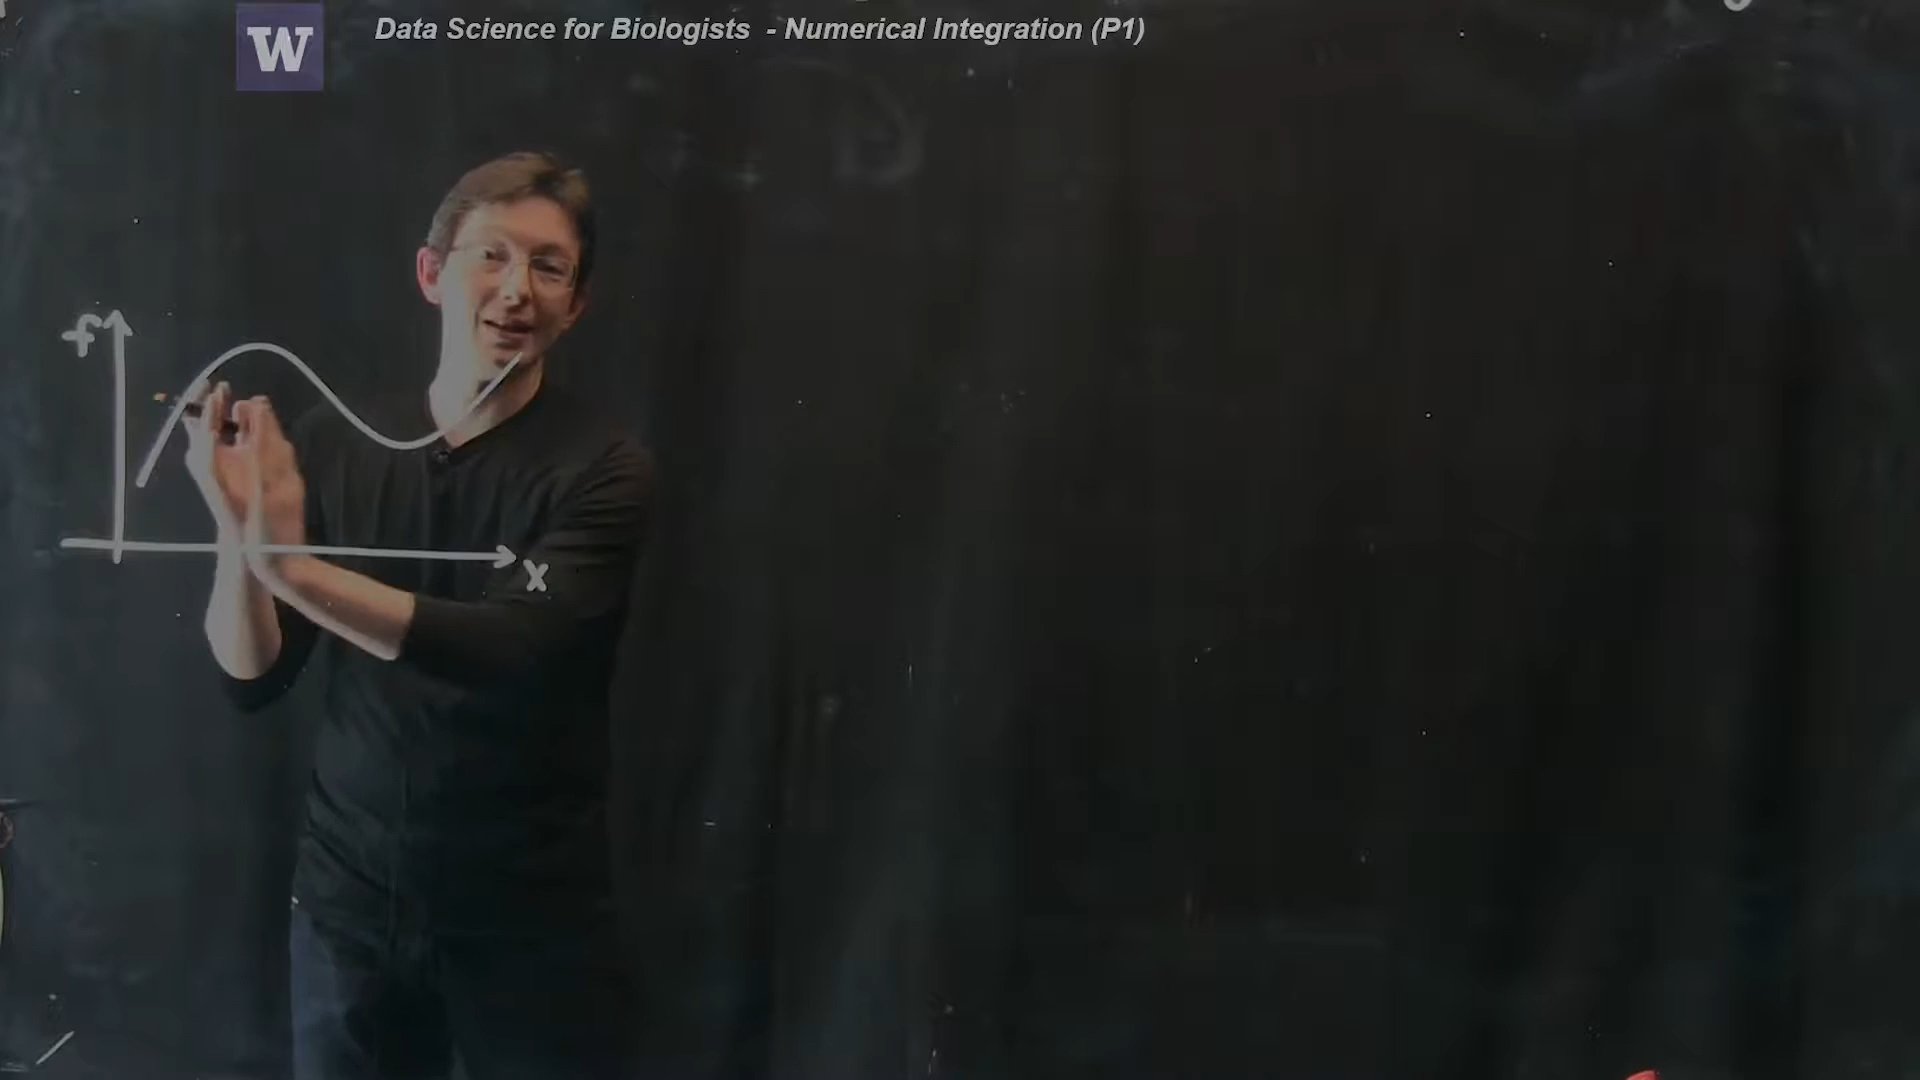 W
Data Science for Biologists - Numerical Integration (P1)
f
x